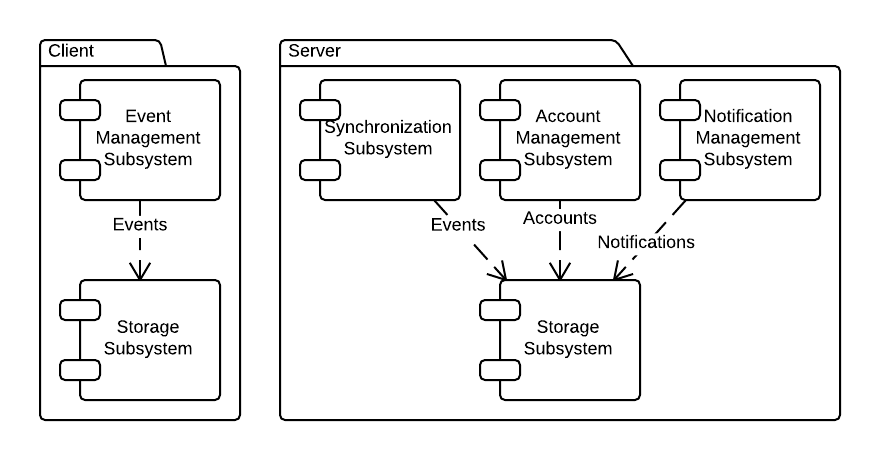 Client
Event
Management
Subsystem
Events
Storage
Subsystem
Server
Synchronization
Subsystem
Account
Management
Subsystem
Notification
Management
Subsystem
Events
Accounts
Notifications
Storage
Subsystem